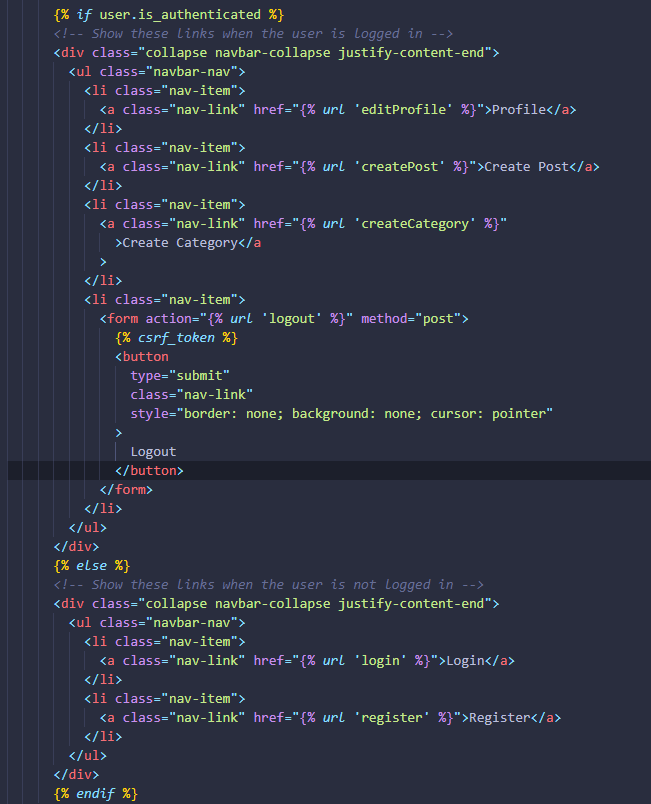 {% if user.is_authenticated %}
<!-- Show these links when the user is logged in -->
<div class="collapse navbar-collapse justify-content-end">
<ul class="navbar-nav">
<li class="nav-item">
<a class="nav-link" href="{% url 'editProfile' %}">Profile</a>
</li>
<li class="nav-item">
<a class="nav-link" href="{% url 'createPost' %}">Create Post</a>
</li>
<li class="nav-item">
<a class="nav-link" href="{% url 'createCategory' %}"
>Create Category</a
>
</li>
<li class="nav-item">
<form action="{% url 'logout' %}" method="post">
{% csrf_token %}
<button
type="submit"
class="nav-link"
style="border: none; background: none; cursor: pointer"
>
Logout
</button>
</form>
</li>
</ul>
</div>
{% else %}
<!-- Show these links when the user is not logged in -->
<div class="collapse navbar-collapse justify-content-end">
<ul class="navbar-nav">
<li class="nav-item">
<a class="nav-link" href="{% url 'login' %}">Login</a>
</li>
<li class="nav-item">
<a class="nav-link" href="{% url 'register' %}">Register</a>
</li>
</ul>
</div>
{% endif %}